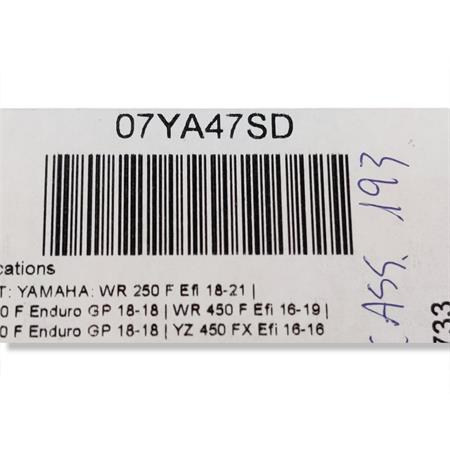 07YA47SD
cations
T: YAMAHA: WR 250 F Efi 18-21 |
0 F Enduro GP 18-18 | WR 450 F Efi 16-19 |
0 F Enduro GP 18-18 | YZ 450 FX Efi 16-16
ASS. 193
733